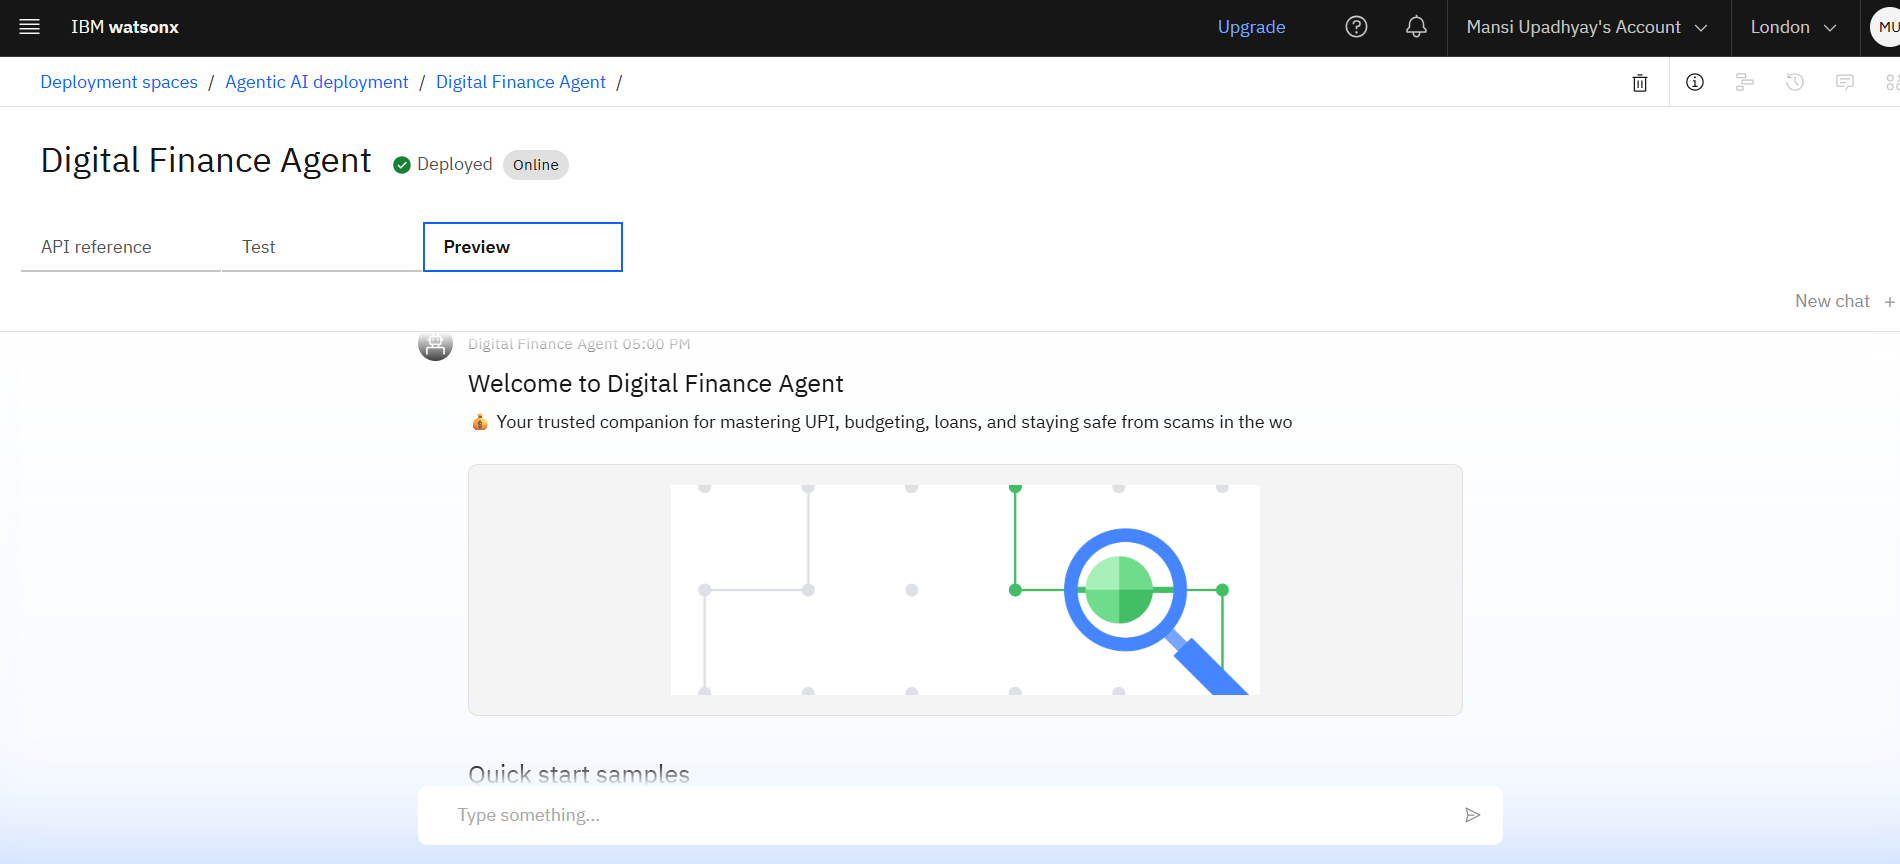 IBM watsonx
Upgrade
Mansi Upadhyay's Account
London
MU
Deployment spaces / Agentic AI deployment / Digital Finance Agent /
Digital Finance Agent
Deployed
Online
API reference
Test
Preview
New chat +
Digital Finance Agent 05:00 PM
Welcome to Digital Finance Agent
💰 Your trusted companion for mastering UPI, budgeting, loans, and staying safe from scams in the wo
Quick start samples
Type something...